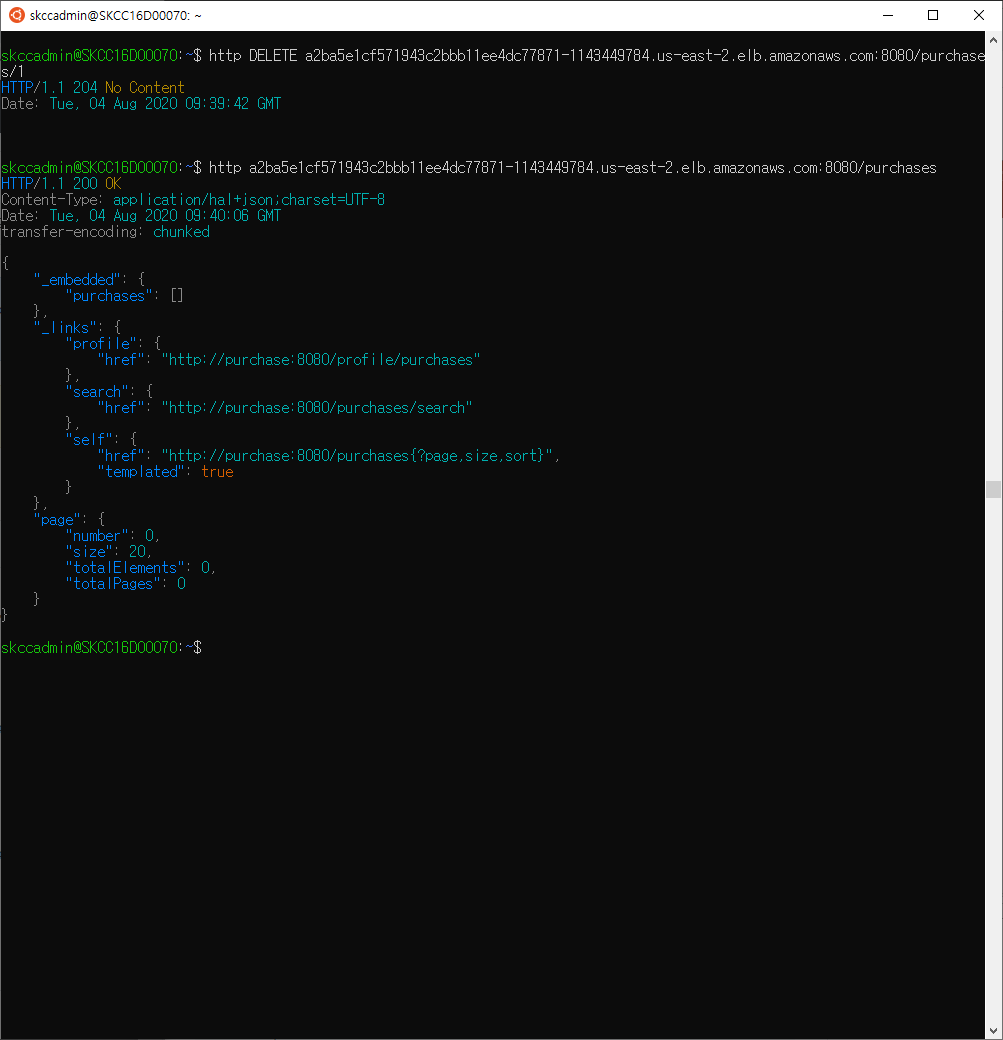 skccadmin@SKCC16D00070: ~
skccadmin@SKCC16D00070:~$ http DELETE a2ba5e1cf571943c2bbb11ee4dc77871-1143449784.us-east-2.elb.amazonaws.com:8080/purchase
s/1
HTTP/1.1 204 No Content
Date: Tue, 04 Aug 2020 09:39:42 GMT
skccadmin@SKCC16D00070:~$ http a2ba5e1cf571943c2bbb11ee4dc77871-1143449784.us-east-2.elb.amazonaws.com:8080/purchases
HTTP/1.1 200 OK
Content-Type: application/hal+json;charset=UTF-8
Date: Tue, 04 Aug 2020 09:40:06 GMT
transfer-encoding: chunked
{
    "_embedded": {
        "purchases": []
    },
    "_links": {
        "profile": {
            "href": "http://purchase:8080/profile/purchases"
        },
        "search": {
            "href": "http://purchase:8080/purchases/search"
        },
        "self": {
            "href": "http://purchase:8080/purchases{?page,size,sort}",
            "templated": true
        }
    },
    "page": {
        "number": 0,
        "size": 20,
        "totalElements": 0,
        "totalPages": 0
    }
}
skccadmin@SKCC16D00070:~$